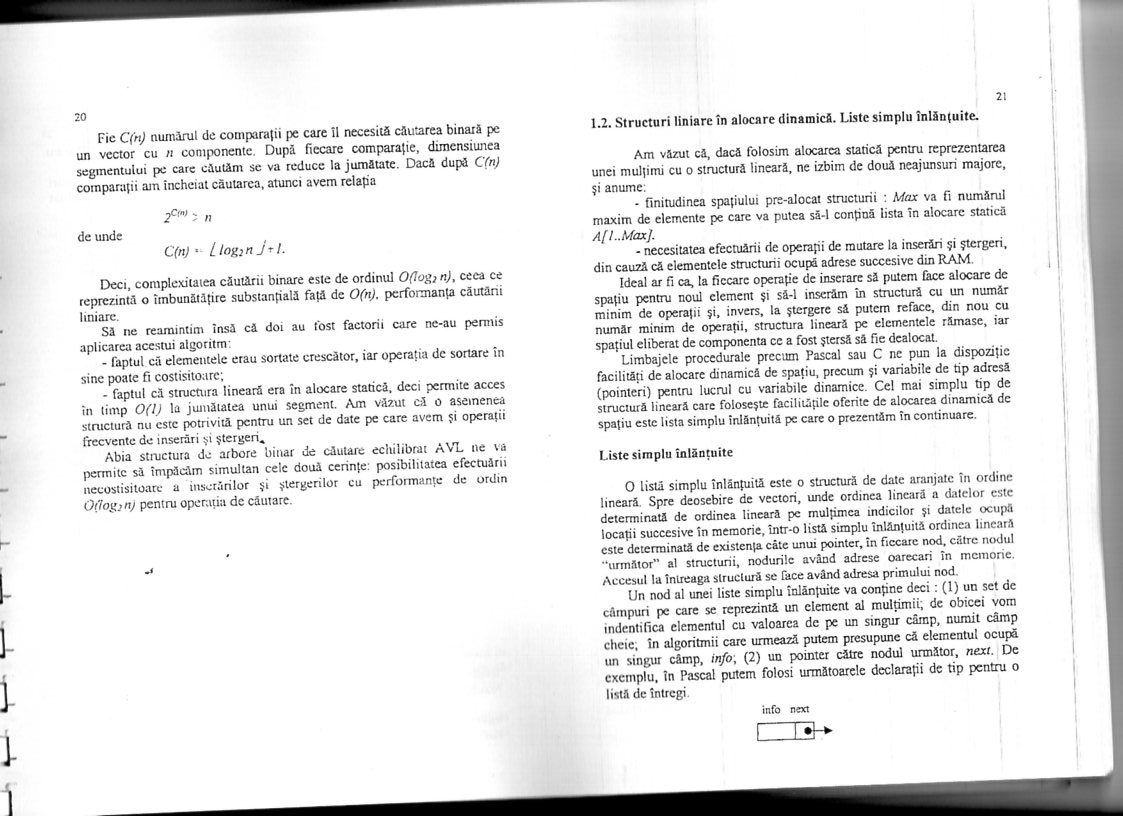 20
Fie C(n) numărul de comparaţii pe care îl necesită căutarea binară pe
un vector cu n componente. După fiecare comparaţie, dimensiunea
segmentului pe care căutăm se va reduce la jumătate. Dacă după C(n)
comparaţii am încheiat căutarea, atunci avem relaţia
2^C(n) > n
de unde
C(n) = ⌊ log₂ n ⌋ + 1.
Deci, complexitatea căutării binare este de ordinul O(log₂ n), ceea ce
reprezintă o îmbunătăţire substanţială faţă de O(n), performanţa căutării
liniare.
Să ne reamintim însă că doi au fost factorii care ne-au permis
aplicarea acestui algoritm:
- faptul că elementele erau sortate crescător, iar operaţia de sortare în
sine poate fi costisitoare;
- faptul că structura lineară era în alocare statică, deci permite acces
în timp O(1) la jumătatea unui segment. Am văzut că o asemenea
structură nu este potrivită pentru un set de date pe care avem şi operaţii
frecvente de inserări şi ştergeri.
Abia structura de arbore binar de căutare echilibrat AVL ne va
permite să împăcăm simultan cele două cerinţe: posibilitatea efectuării
necostisitoare a inserărilor şi ştergerilor cu performanţe de ordin
O(log₂ n) pentru operaţia de căutare.
21
1.2. Structuri liniare în alocare dinamică. Liste simplu înlănţuite.
Am văzut că, dacă folosim alocarea statică pentru reprezentarea
unei mulţimi cu o structură lineară, ne izbim de două neajunsuri majore,
şi anume:
- finitudinea spaţiului pre-alocat structurii : Max va fi numărul
maxim de elemente pe care va putea să-l conţină lista în alocare statică
A[1..Max].
- necesitatea efectuării de operaţii de mutare la inserări şi ştergeri,
din cauză că elementele structurii ocupă adrese succesive din RAM.
Ideal ar fi ca, la fiecare operaţie de inserare să putem face alocare de
spaţiu pentru noul element şi să-l inserăm în structură cu un număr
minim de operaţii şi, invers, la ştergere să putem reface, din nou cu
număr minim de operaţii, structura lineară pe elementele rămase, iar
spaţiul eliberat de componenta ce a fost ştersă să fie dealocat.
Limbajele procedurale precum Pascal sau C ne pun la dispoziţie
facilităţi de alocare dinamică de spaţiu, precum şi variabile de tip adresă
(pointeri) pentru lucrul cu variabile dinamice. Cel mai simplu tip de
structură lineară care foloseşte facilităţile oferite de alocarea dinamică de
spaţiu este lista simplu înlănţuită pe care o prezentăm în continuare.
Liste simplu înlănţuite
O listă simplu înlănţuită este o structură de date aranjate în ordine
lineară. Spre deosebire de vectori, unde ordinea lineară a datelor este
determinată de ordinea lineară pe mulţimea indicilor şi datele ocupă
locaţii succesive în memorie, într-o listă simplu înlănţuită ordinea lineară
este determinată de existenţa câte unui pointer, în fiecare nod, către nodul
“următor” al structurii, nodurile având adrese oarecari în memorie.
Accesul la întreaga structură se face având adresa primului nod.
Un nod al unei liste simplu înlănţuite va conţine deci : (1) un set de
câmpuri pe care se reprezintă un element al mulţimii; de obicei vom
indentifica elementul cu valoarea de pe un singur câmp, numit câmp
cheie; în algoritmii care urmează putem presupune că elementul ocupă
un singur câmp, info; (2) un pointer către nodul următor, next. De
exemplu, în Pascal putem folosi următoarele declaraţii de tip pentru o
listă de întregi.
info next